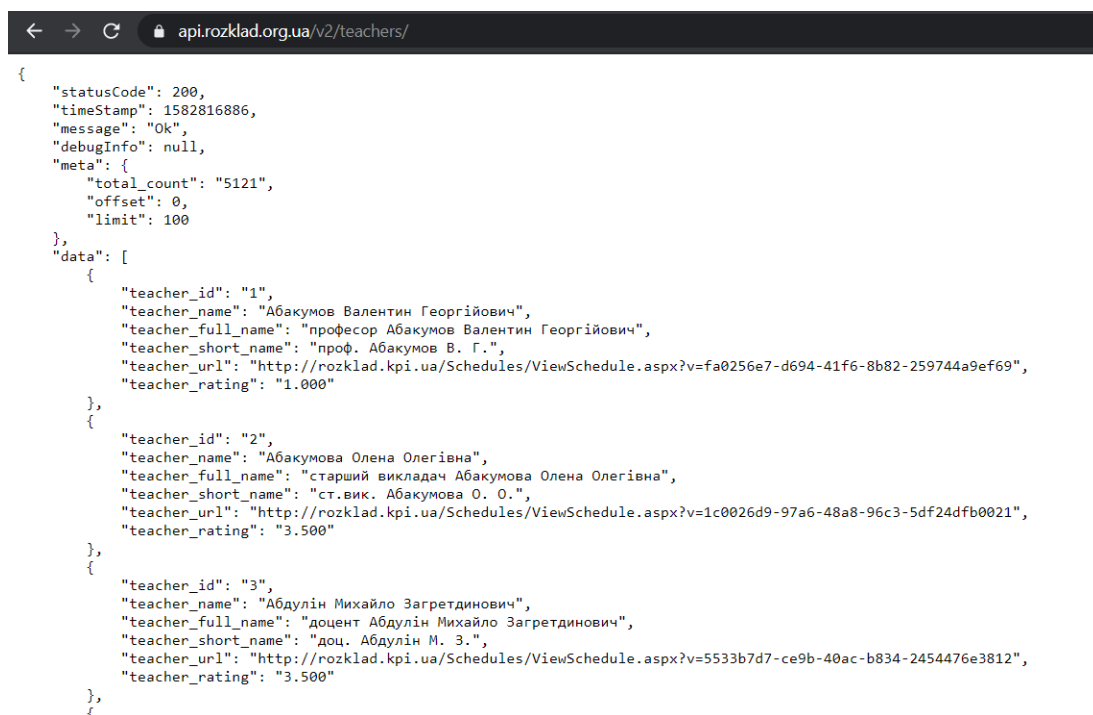 api.rozklad.org.ua/v2/teachers/
{
    "statusCode": 200,
    "timeStamp": 1582816886,
    "message": "Ok",
    "debugInfo": null,
    "meta": {
        "total_count": "5121",
        "offset": 0,
        "limit": 100
    },
    "data": [
        {
            "teacher_id": "1",
            "teacher_name": "Абакумов Валентин Георгійович",
            "teacher_full_name": "професор Абакумов Валентин Георгійович",
            "teacher_short_name": "проф. Абакумов В. Г.",
            "teacher_url": "http://rozklad.kpi.ua/Schedules/ViewSchedule.aspx?v=fa0256e7-d694-41f6-8b82-259744a9ef69",
            "teacher_rating": "1.000"
        },
        {
            "teacher_id": "2",
            "teacher_name": "Абакумова Олена Олегівна",
            "teacher_full_name": "старший викладач Абакумова Олена Олегівна",
            "teacher_short_name": "ст.вик. Абакумова О. О.",
            "teacher_url": "http://rozklad.kpi.ua/Schedules/ViewSchedule.aspx?v=1c0026d9-97a6-48a8-96c3-5df24dfb0021",
            "teacher_rating": "3.500"
        },
        {
            "teacher_id": "3",
            "teacher_name": "Абдулін Михайло Загретдинович",
            "teacher_full_name": "доцент Абдулін Михайло Загретдинович",
            "teacher_short_name": "доц. Абдулін М. З.",
            "teacher_url": "http://rozklad.kpi.ua/Schedules/ViewSchedule.aspx?v=5533b7d7-ce9b-40ac-b834-2454476e3812",
            "teacher_rating": "3.500"
        },
        {